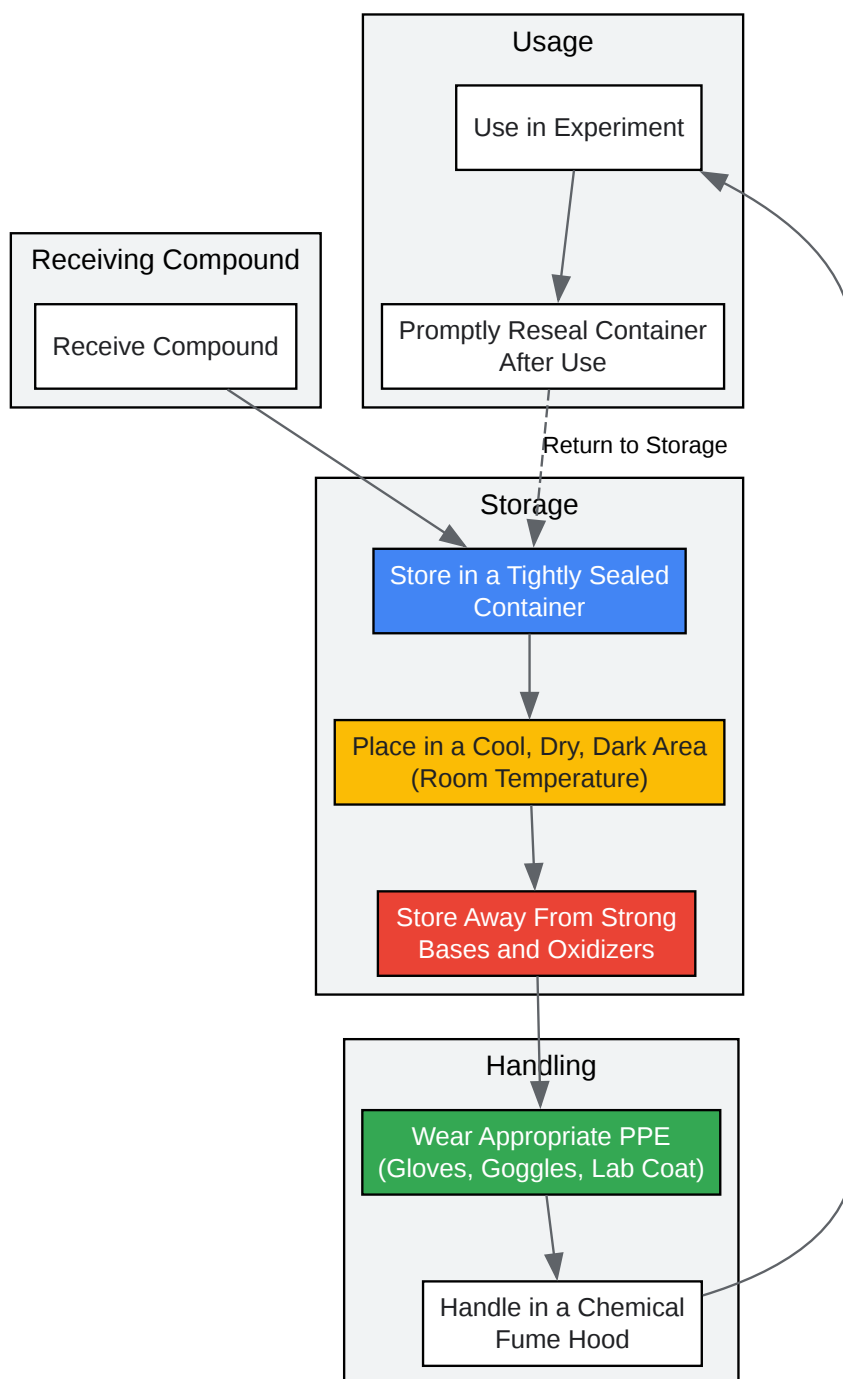 Usage
Use in Experiment
Receiving Compound
Receive Compound
Promptly Reseal Container
After Use
Return to Storage
Storage
Store in a Tightly Sealed
Container
Place in a Cool, Dry, Dark Area
(Room Temperature)
Store Away From Strong
Bases and Oxidizers
Handling
Wear Appropriate PPE
(Gloves, Goggles, Lab Coat)
Handle in a Chemical
Fume Hood